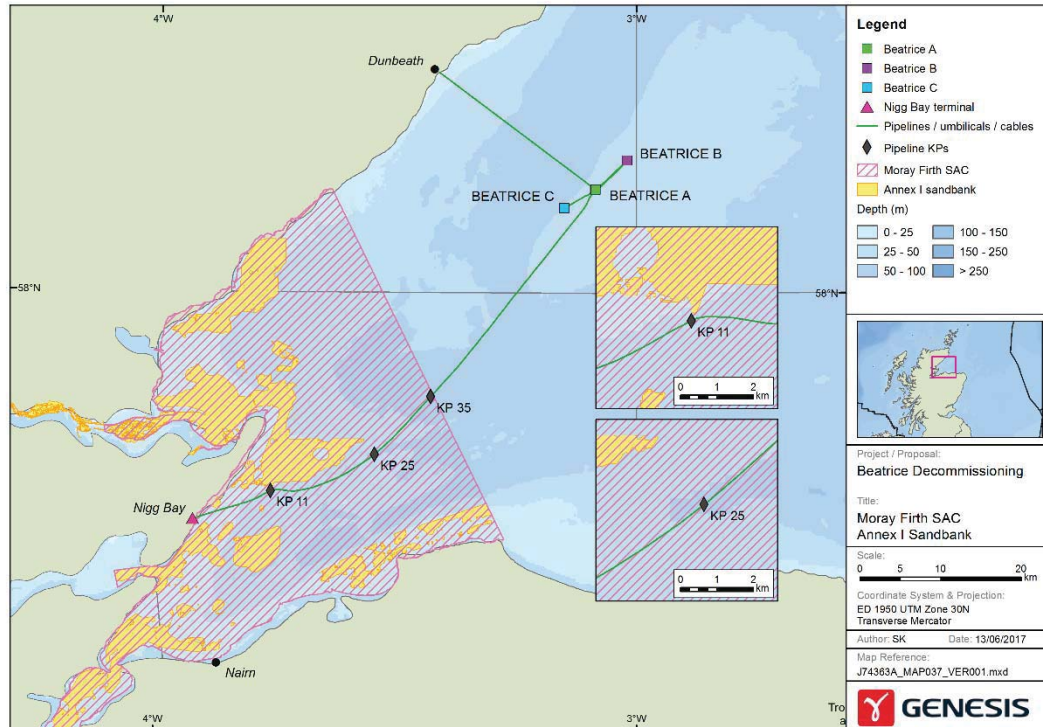 4°W
3°W
Dunbeath
BEATRICE B
BEATRICE C
BEATRICE A
58°N
58°N
KP 11
0 1 2
km
KP 35
KP 25
KP 11
Nigg Bay
KP 25
0 1 2
km
Nairn
4°W
3°W
Tro
a
Legend
Beatrice A
Beatrice B
Beatrice C
Nigg Bay terminal
Pipelines / umbilicals / cables
Pipeline KPs
Moray Firth SAC
Annex I sandbank
Depth (m)
0 - 25 100 - 150
25 - 50 150 - 250
50 - 100 > 250
Project / Proposal:
Beatrice Decommissioning
Title:
Moray Firth SAC
Annex I Sandbank
Scale:
0 5 10 20
km
Coordinate System & Projection:
ED 1950 UTM Zone 30N
Transverse Mercator
Author: SK Date: 13/06/2017
Map Reference:
J74363A_MAP037_VER001.mxd
GENESIS